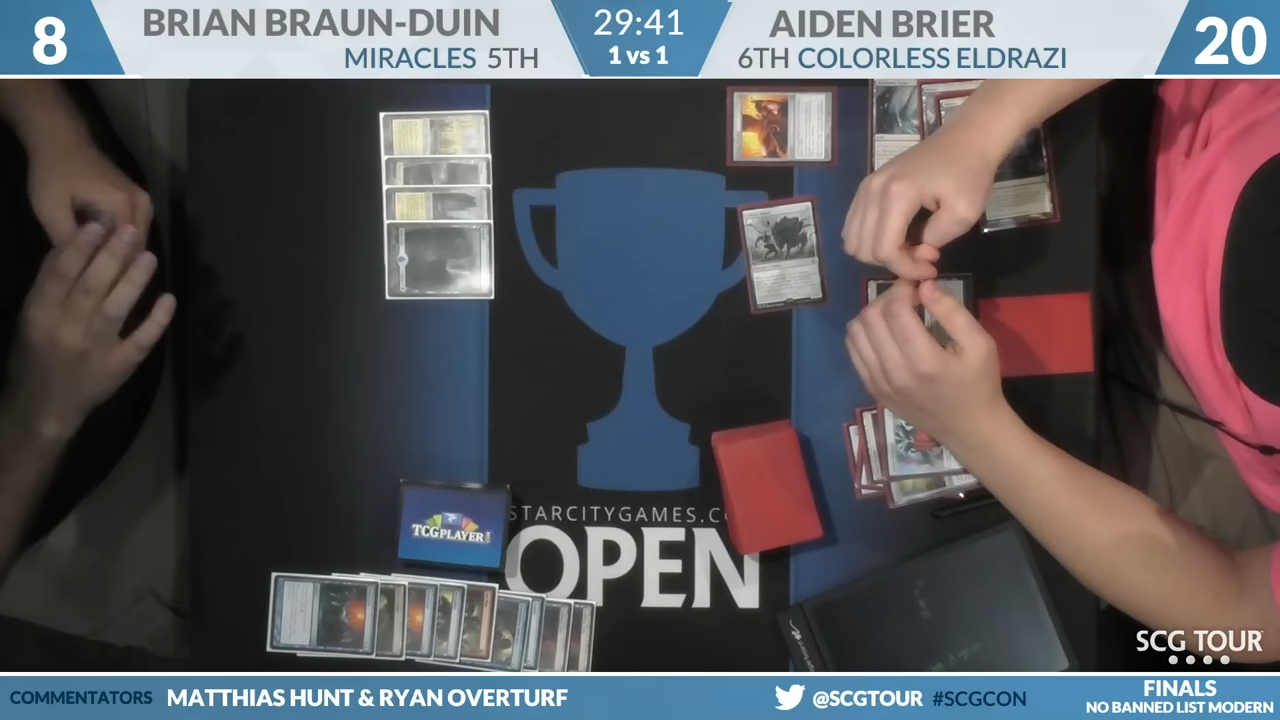 8
BRIAN BRAUN-DUIN
MIRACLES 5TH
29:41
1 vs 1
AIDEN BRIER
6TH COLORLESS ELDRAZI
20
TCGPLAYER
STARCITYGAMES.C
OPEN
SCG TOUR
COMMENTATORS MATTHIAS HUNT & RYAN OVERTURF
@SCGTOUR #SCGCON
FINALS
NO BANNED LIST MODERN